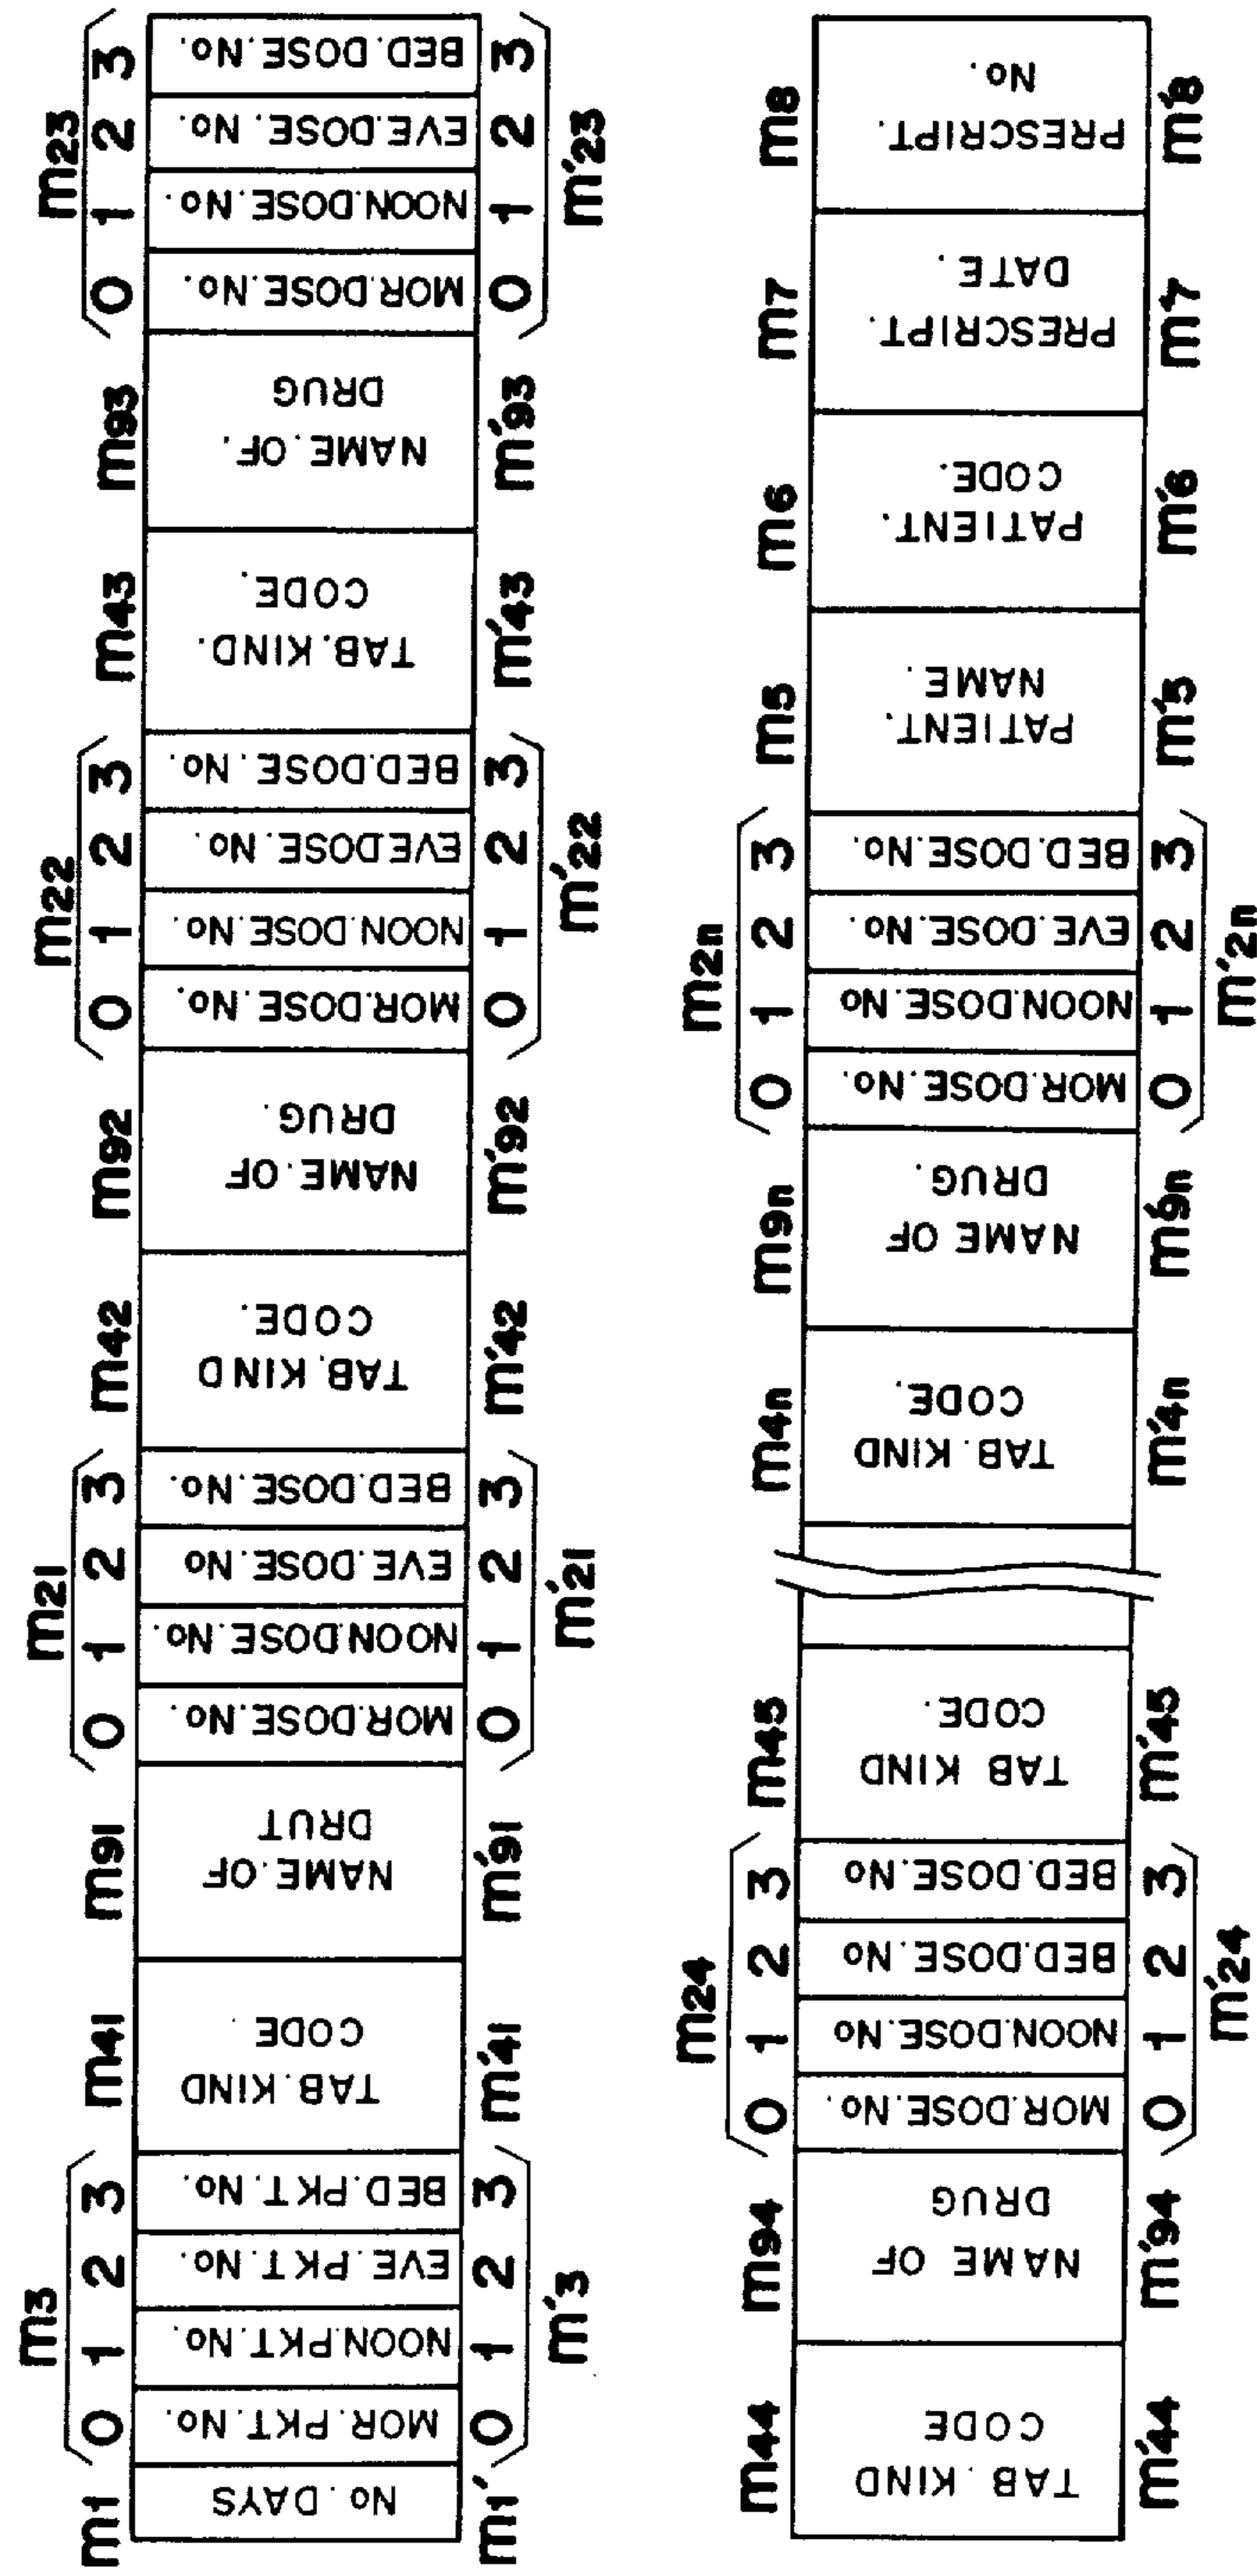 m1 m3 m41 m91 m21 m42 m92 m22 m43 m93 m23
0 1 2 3 0 1 2 3 0 1 2 3 0 1 2 3
No. DAYS
MOR.PKT.No.
NOON.PKT.No.
EVE.PKT.No.
BED.PKT.No.
TAB.KIND
CODE.
NAME.OF
DRUT
MOR.DOSE.No.
NOON.DOSE.No.
EVE.DOSE.No
BED.DOSE.No.
TAB.KIND
CODE.
NAME.OF
DRUG.
MOR.DOSE.No.
NOON.DOSE.No
EVE.DOSE.No.
BED.DOSE.No.
TAB.KIND.
CODE.
NAME.OF.
DRUG
MOR.DOSE.No.
NOON.DOSE.No.
EVE.DOSE.No.
BED.DOSE.No.
0 1 2 3 0 1 2 3 0 1 2 3 0 1 2 3
m1' m'3 m'41 m'91 m'21 m'42 m'92 m'22 m'43 m'93 m'23
m44 m94 m24 m45 m4n m9n m2n m5 m6 m7 m8
0 1 2 3 0 1 2 3
TAB.KIND
CODE
NAME OF
DRUG
MOR.DOSE.No.
NOON.DOSE.No
BED.DOSE.No
BED.DOSE.No
TAB KIND
CODE.
TAB.KIND
CODE.
NAME OF
DRUG.
MOR.DOSE.No.
NOON.DOSE.No
EVE.DOSE.No.
BED.DOSE.No.
PATIENT.
NAME.
PATIENT.
CODE.
PRESCRIPT.
DATE.
PRESCRIPT.
No.
0 1 2 3 0 1 2 3
m'44 m'94 m'24 m'45 m'4n m'9n m'2n m'5 m'6 m'7 m'8